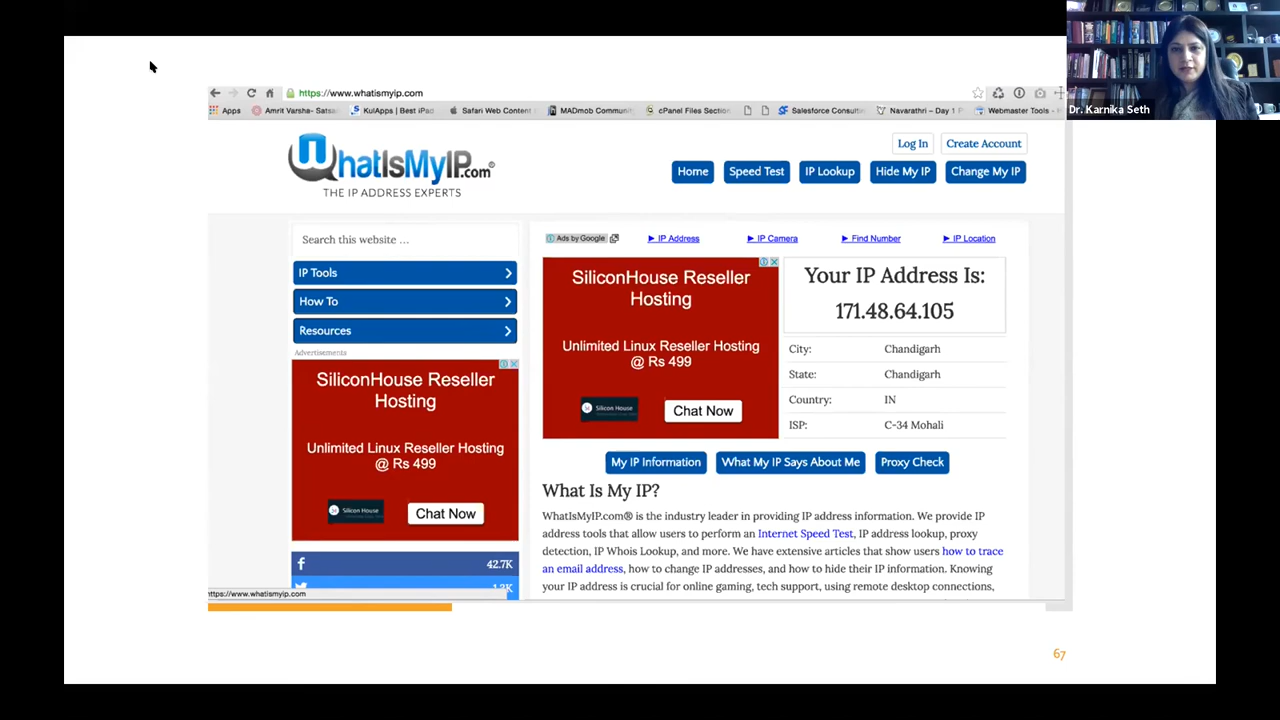 Dr. Karnika Seth
https://www.whatismyip.com
Apps
Amrit Varsha- Satsa
KulApps | Best iPad
Safari Web Content
MADmob Commun
cPanel Files Section
Salesforce Consultin
Navarathri – Day 1 P
Webmaster Tools -
WhatIsMyIP.com®
THE IP ADDRESS EXPERTS
Log In
Create Account
Home
Speed Test
IP Lookup
Hide My IP
Change My IP
Search this website …
IP Tools
How To
Resources
Advertisements
SiliconHouse Reseller
Hosting
Unlimited Linux Reseller Hosting
@ Rs 499
Silicon House
Chat Now
42.7K
1.3K
https://www.whatismyip.com
Ads by Google
► IP Address
► IP Camera
► Find Number
► IP Location
SiliconHouse Reseller
Hosting
Unlimited Linux Reseller Hosting
@ Rs 499
Silicon House
Chat Now
Your IP Address Is:
171.48.64.105
City: Chandigarh
State: Chandigarh
Country: IN
ISP: C-34 Mohali
My IP Information
What My IP Says About Me
Proxy Check
What Is My IP?
WhatIsMyIP.com® is the industry leader in providing IP address information. We provide IP
address tools that allow users to perform an Internet Speed Test, IP address lookup, proxy
detection, IP Whois Lookup, and more. We have extensive articles that show users how to trace
an email address, how to change IP addresses, and how to hide their IP information. Knowing
your IP address is crucial for online gaming, tech support, using remote desktop connections,
67